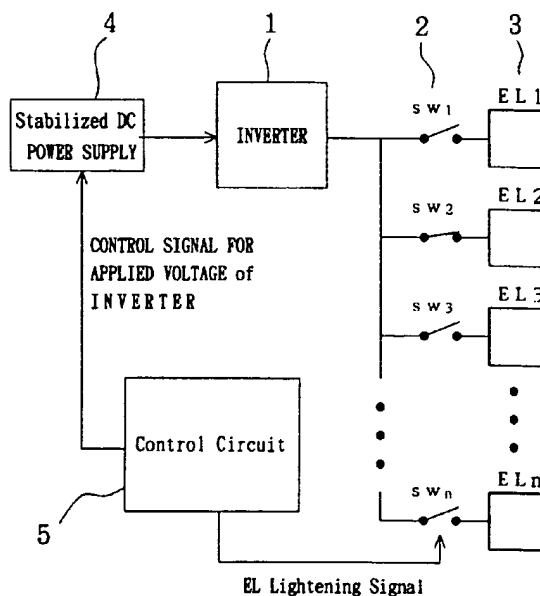 4
1
2
3
Stabilized DC
POWER SUPPLY
INVERTER
sw1
EL1
sw2
EL2
sw3
EL3
CONTROL SIGNAL FOR
APPLIED VOLTAGE of
INVERTER
Control Circuit
5
swn
ELn
EL Lightening Signal